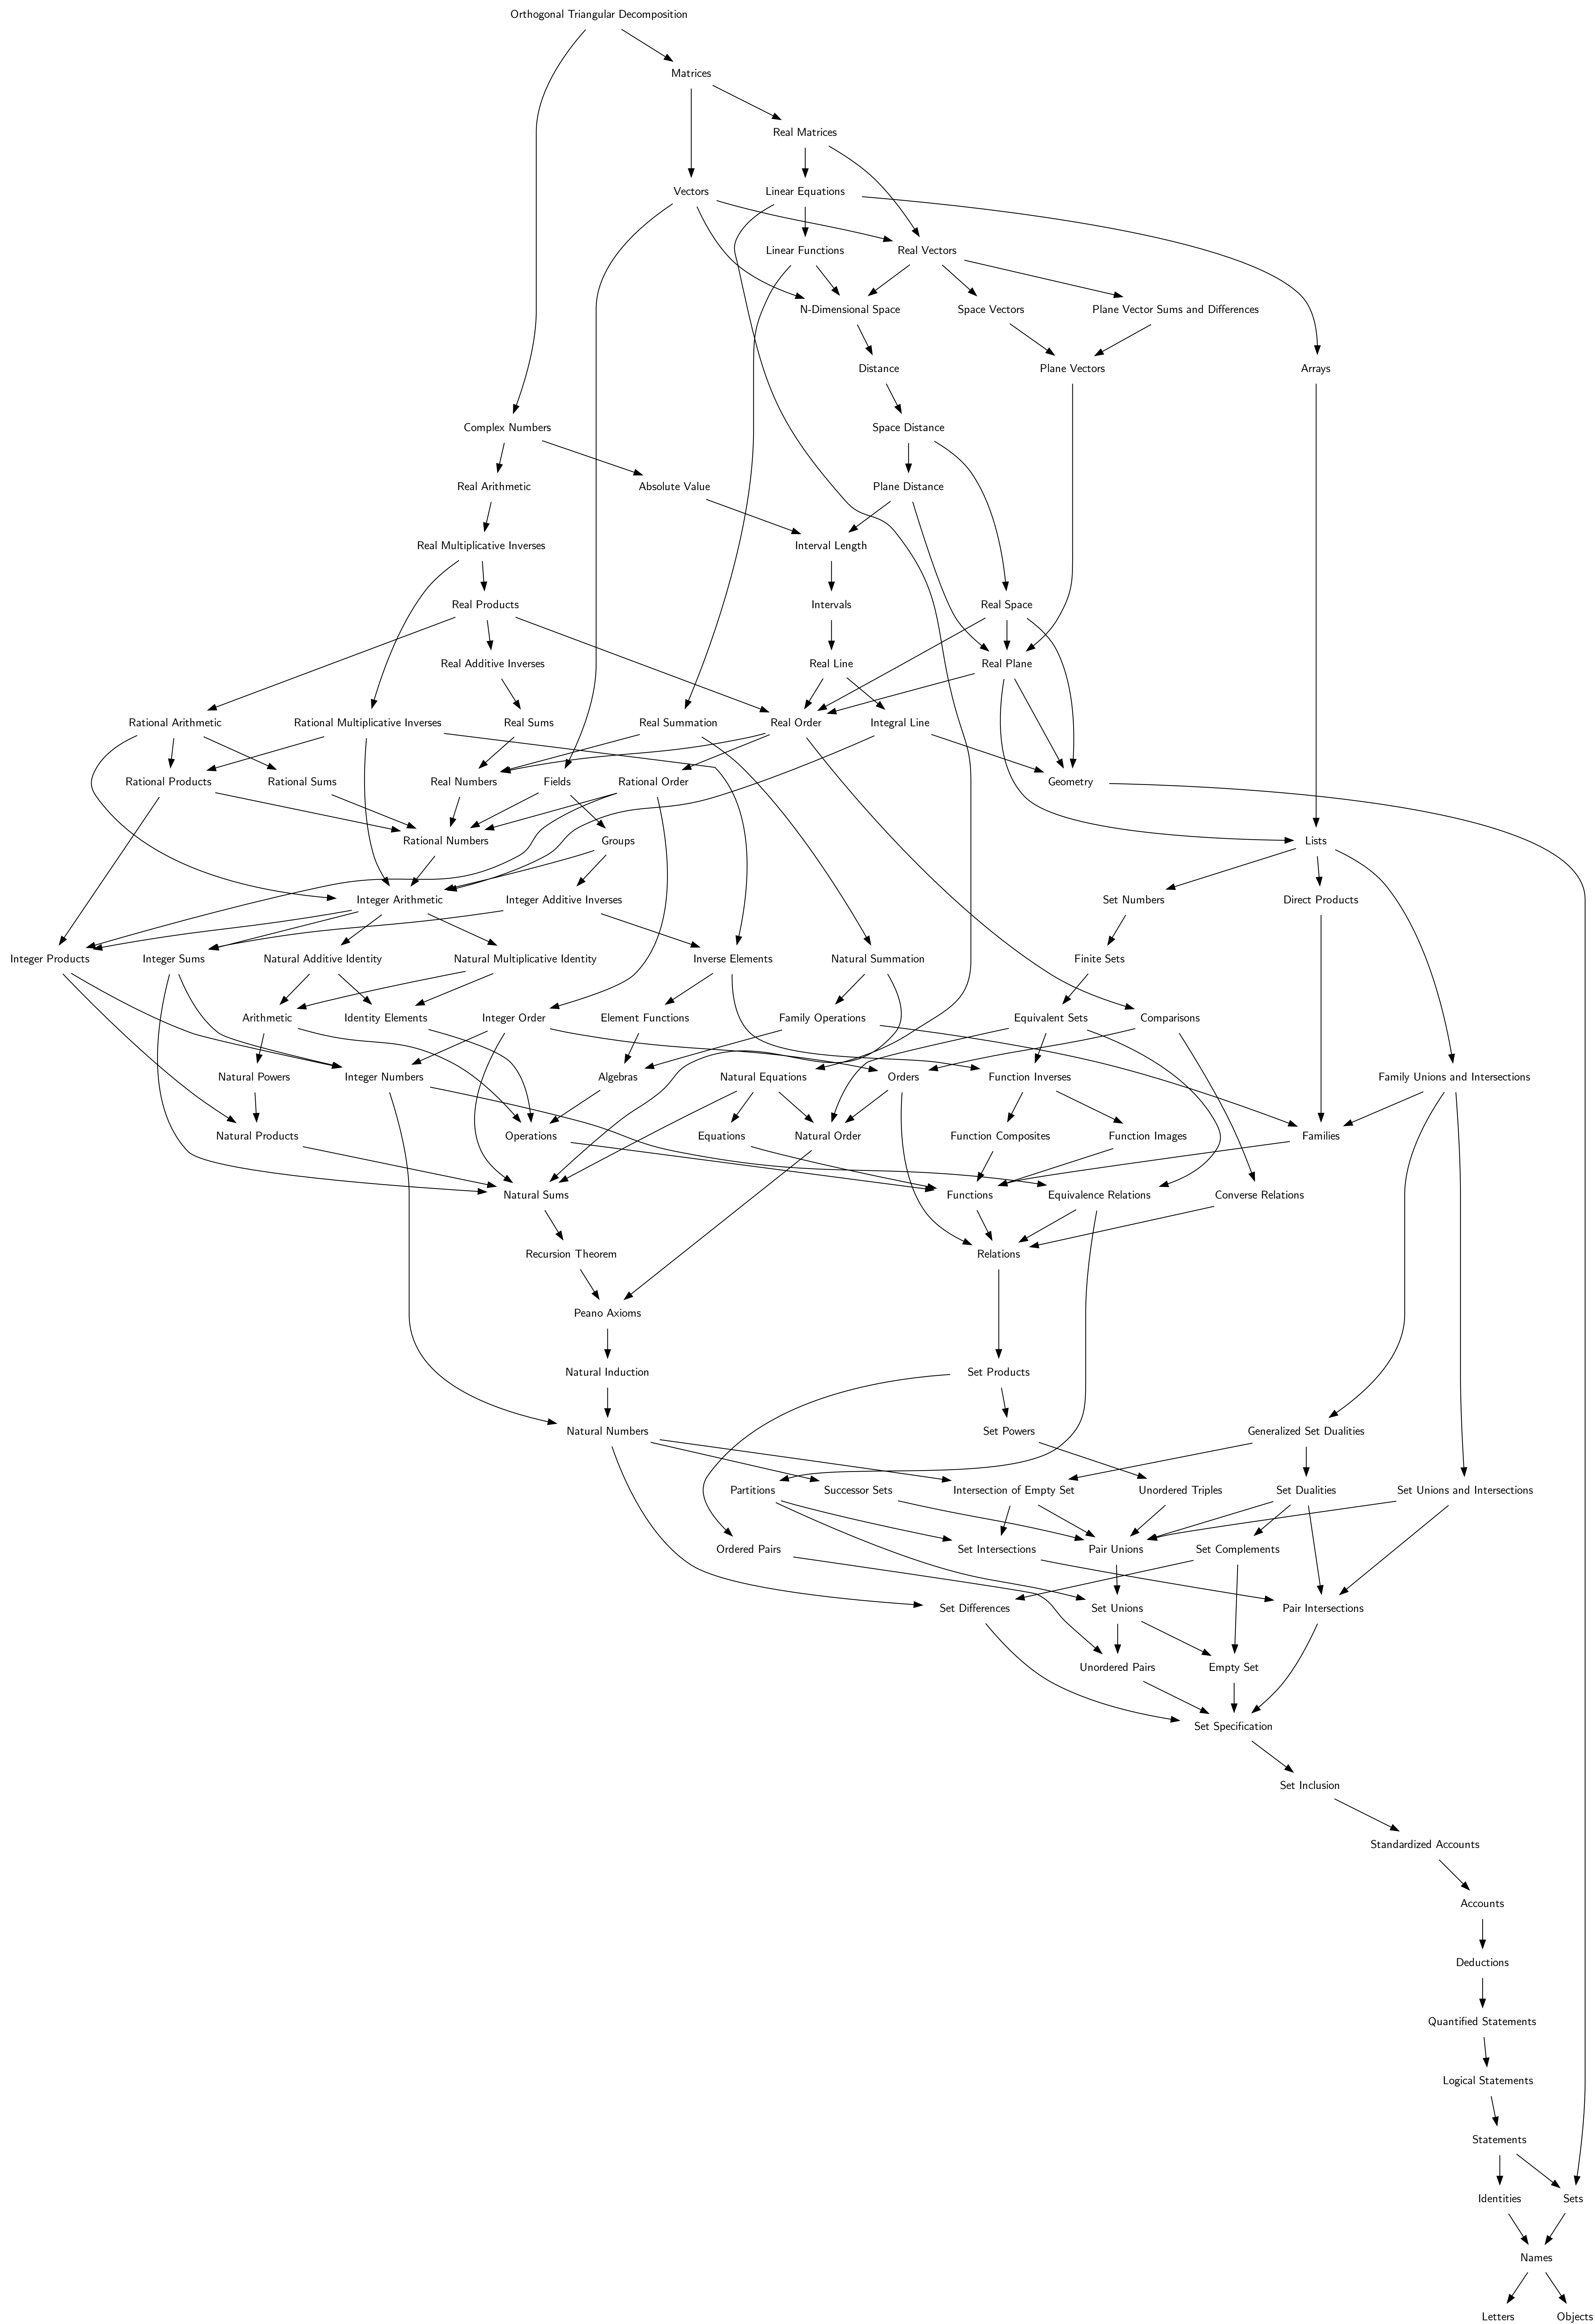 Orthogonal Triangular Decomposition
Matrices
Real Matrices
Vectors
Linear Equations
Linear Functions
Real Vectors
N-Dimensional Space
Space Vectors
Plane Vector Sums and Differences
Distance
Plane Vectors
Arrays
Complex Numbers
Space Distance
Real Arithmetic
Absolute Value
Plane Distance
Real Multiplicative Inverses
Interval Length
Real Products
Intervals
Real Space
Real Additive Inverses
Real Line
Real Plane
Rational Arithmetic
Rational Multiplicative Inverses
Real Sums
Real Summation
Real Order
Integral Line
Rational Products
Rational Sums
Real Numbers
Fields
Rational Order
Geometry
Rational Numbers
Groups
Lists
Integer Arithmetic
Integer Additive Inverses
Set Numbers
Direct Products
Integer Products
Integer Sums
Natural Additive Identity
Natural Multiplicative Identity
Inverse Elements
Natural Summation
Finite Sets
Arithmetic
Identity Elements
Integer Order
Element Functions
Family Operations
Equivalent Sets
Comparisons
Natural Powers
Integer Numbers
Algebras
Natural Equations
Orders
Function Inverses
Family Unions and Intersections
Natural Products
Operations
Equations
Natural Order
Function Composites
Function Images
Families
Natural Sums
Functions
Equivalence Relations
Converse Relations
Recursion Theorem
Relations
Peano Axioms
Natural Induction
Set Products
Natural Numbers
Set Powers
Generalized Set Dualities
Partitions
Successor Sets
Intersection of Empty Set
Unordered Triples
Set Dualities
Set Unions and Intersections
Ordered Pairs
Set Intersections
Pair Unions
Set Complements
Set Differences
Set Unions
Pair Intersections
Unordered Pairs
Empty Set
Set Specification
Set Inclusion
Standardized Accounts
Accounts
Deductions
Quantified Statements
Logical Statements
Statements
Identities
Sets
Names
Letters
Objects